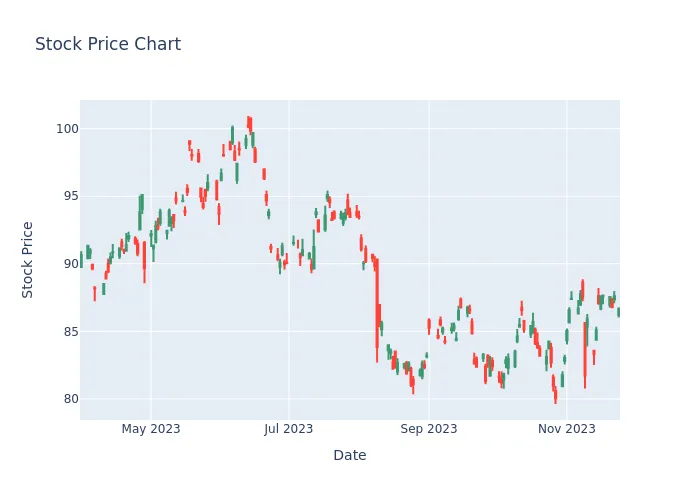 Stock Price Chart
100
95
90
85
80
Stock Price
May 2023
Jul 2023
Sep 2023
Nov 2023
Date